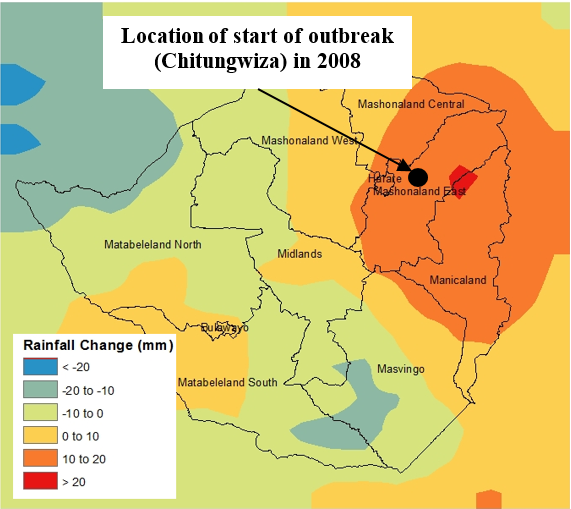 Location of start of outbreak
(Chitungwiza) in 2008
Mashonaland Central
Mashonaland West
Harare
Mashonaland East
Matabeleland North
Midlands
Manicaland
Bulawayo
Rainfall Change (mm)
< -20
-20 to -10
-10 to 0
0 to 10
10 to 20
> 20
Matabeleland South
Masvingo